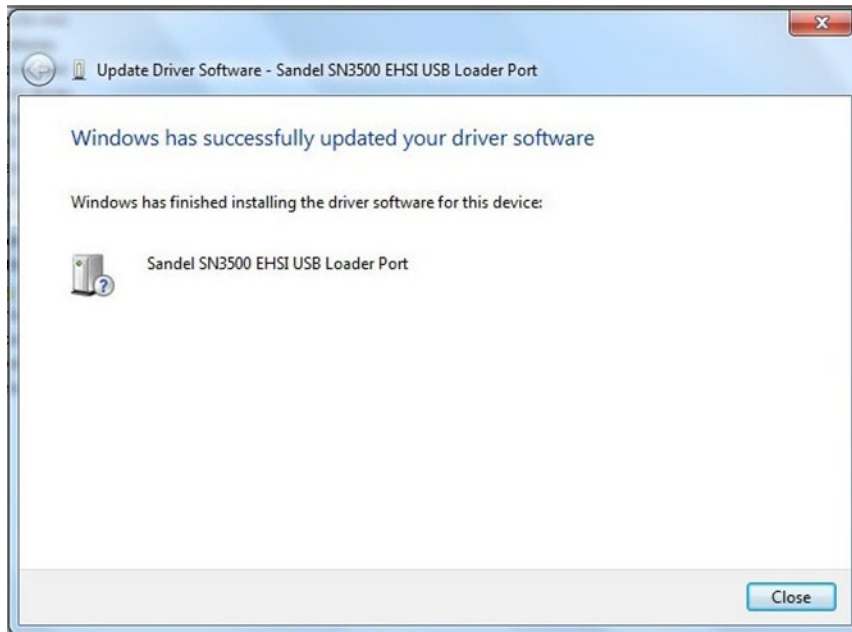 Update Driver Software - Sandel SN3500 EHSI USB Loader Port
Windows has successfully updated your driver software
Windows has finished installing the driver software for this device:
Sandel SN3500 EHSI USB Loader Port
Close